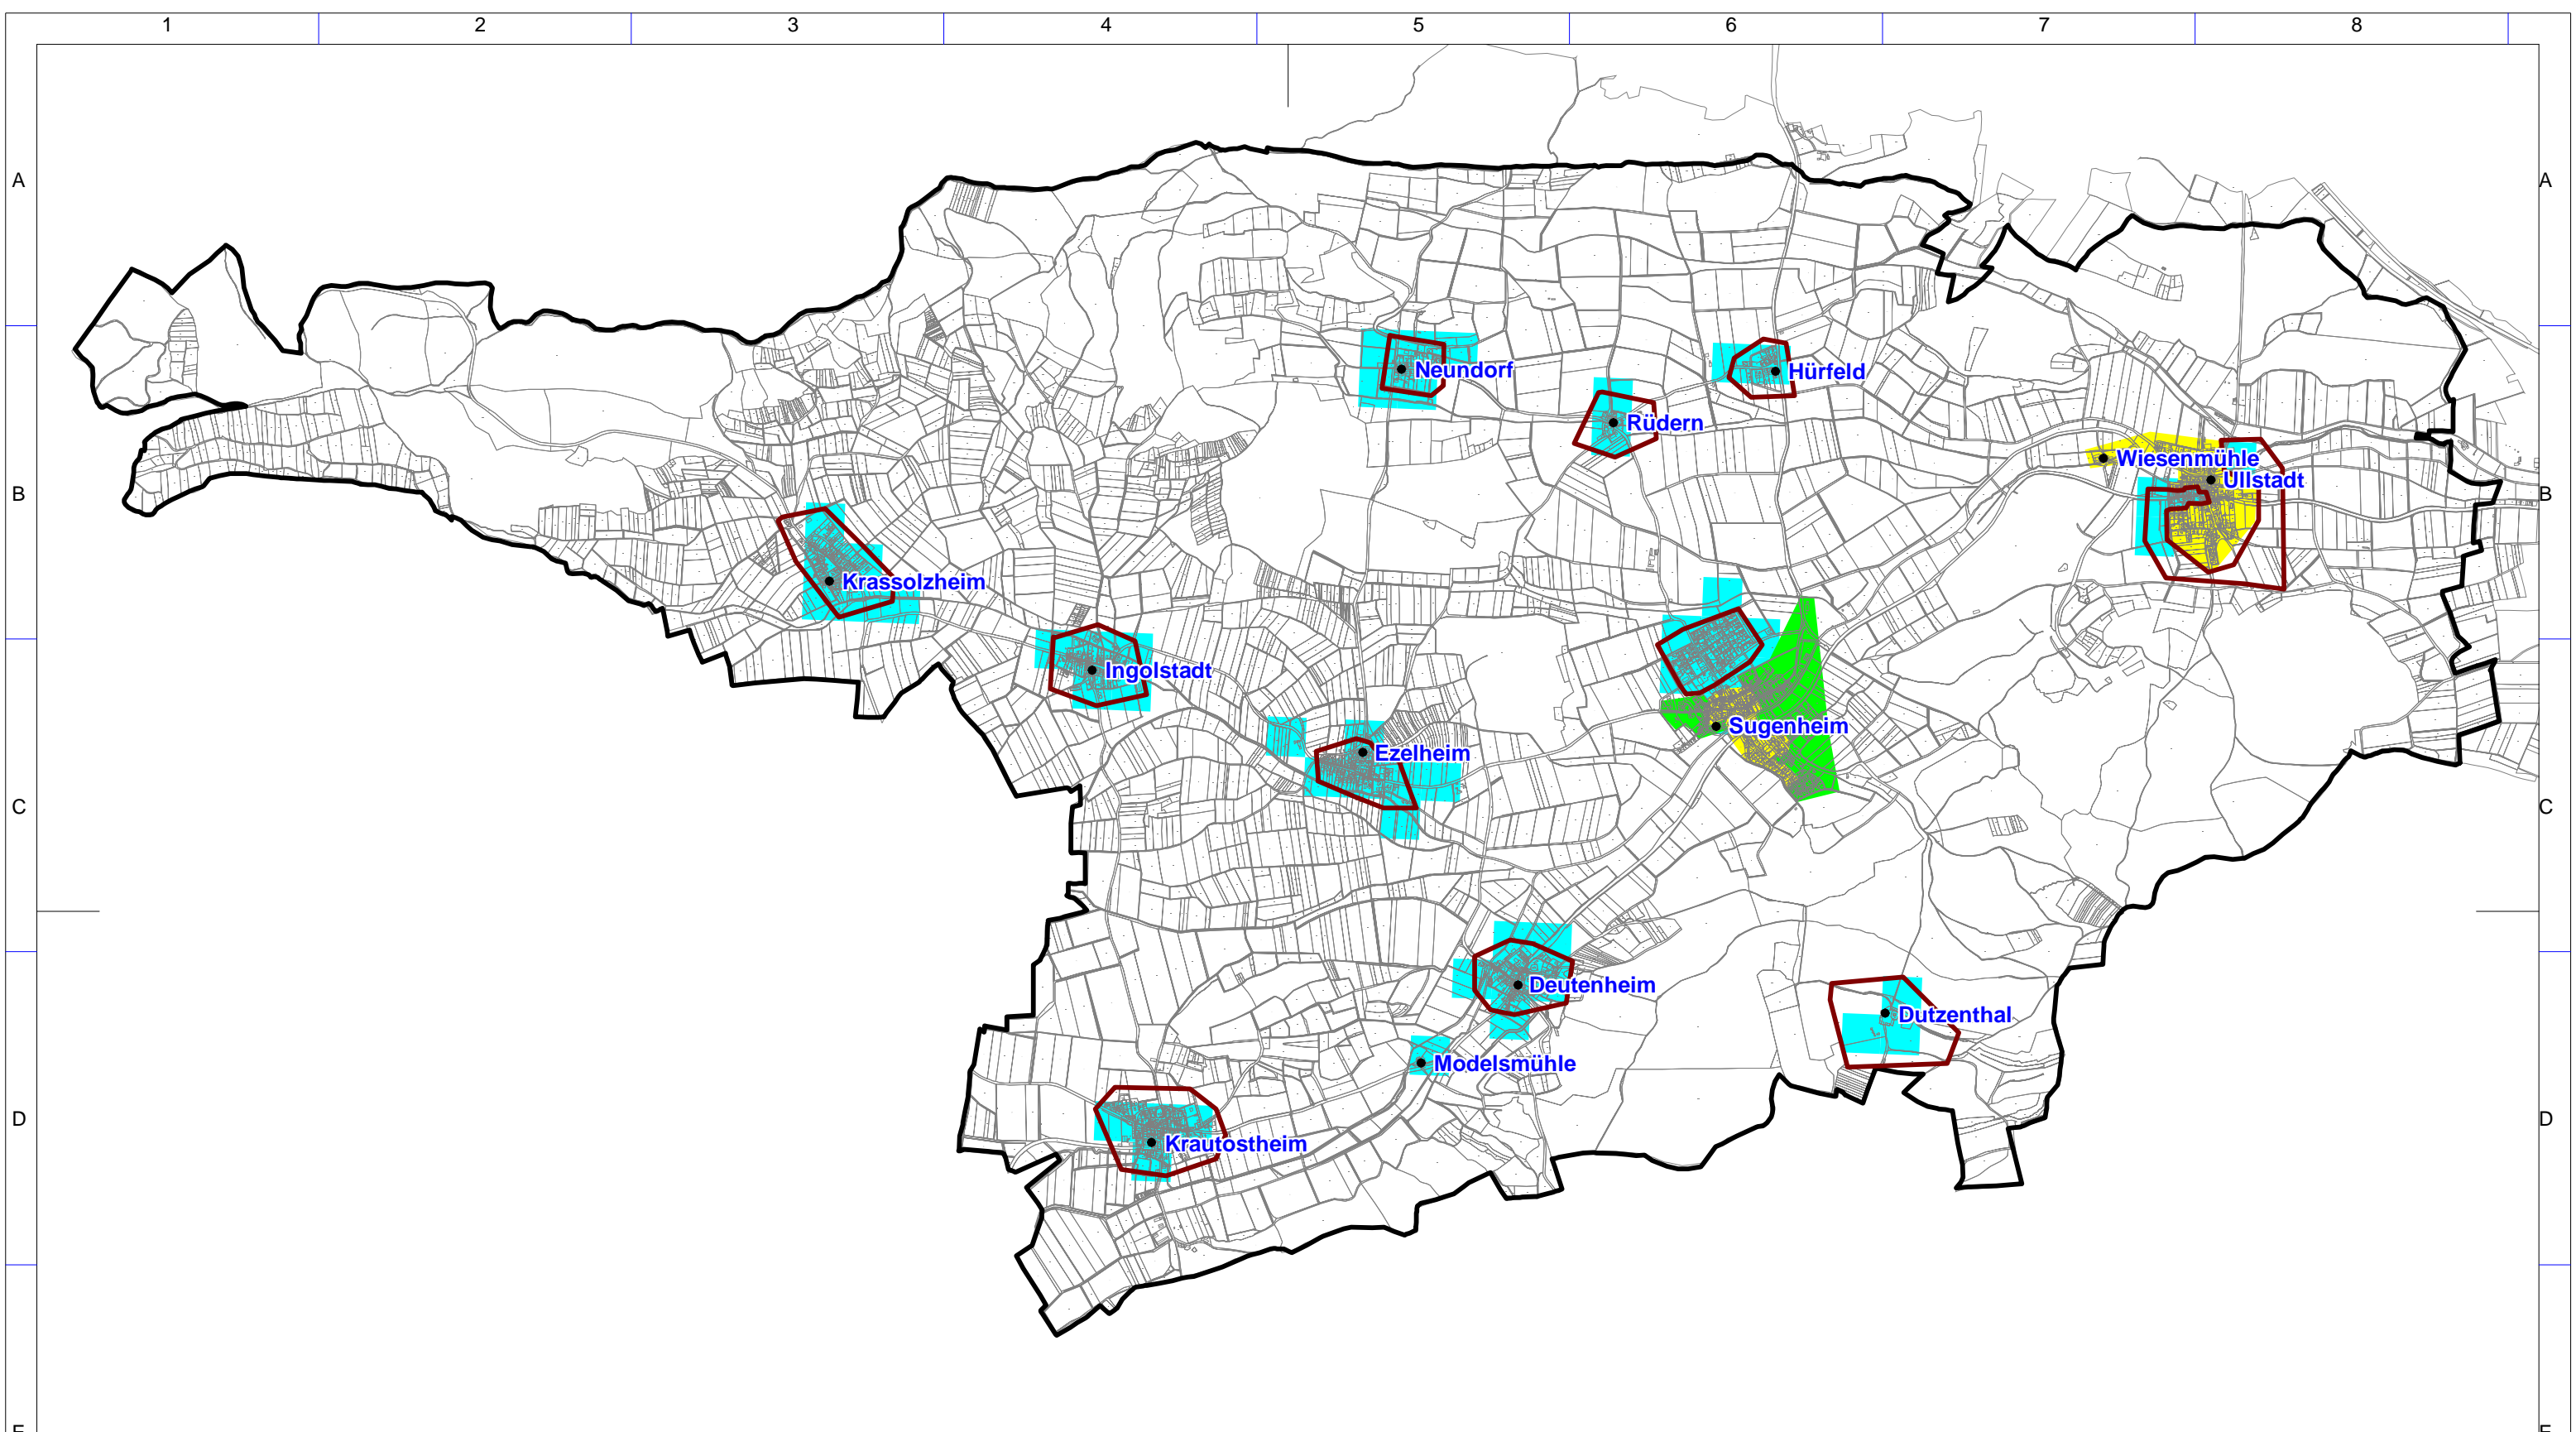 1 2 3 4 5 6 7 8
A A
Neundorf
Hürfeld
Rüdern
Wiesenmühle
Ullstadt
B B
Krassolzheim
Ingolstadt
Sugenheim
Ezelheim
C C
Deutenheim
Dutzenthal
Modelsmühle
D D
Krautostheim